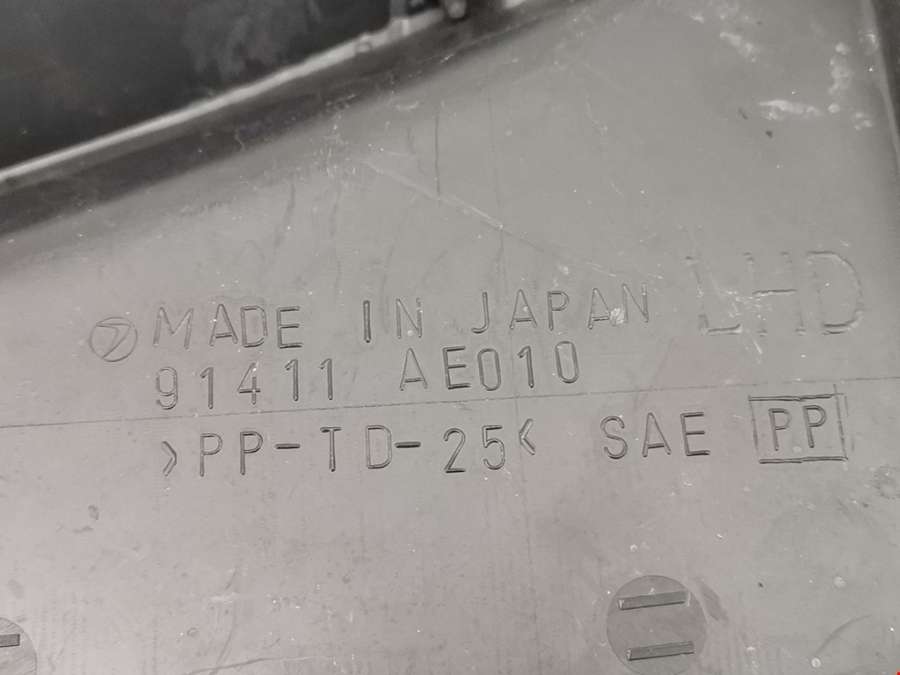 MADE IN JAPAN LHD
91411 AE010
>PP-TD-25< SAE PP